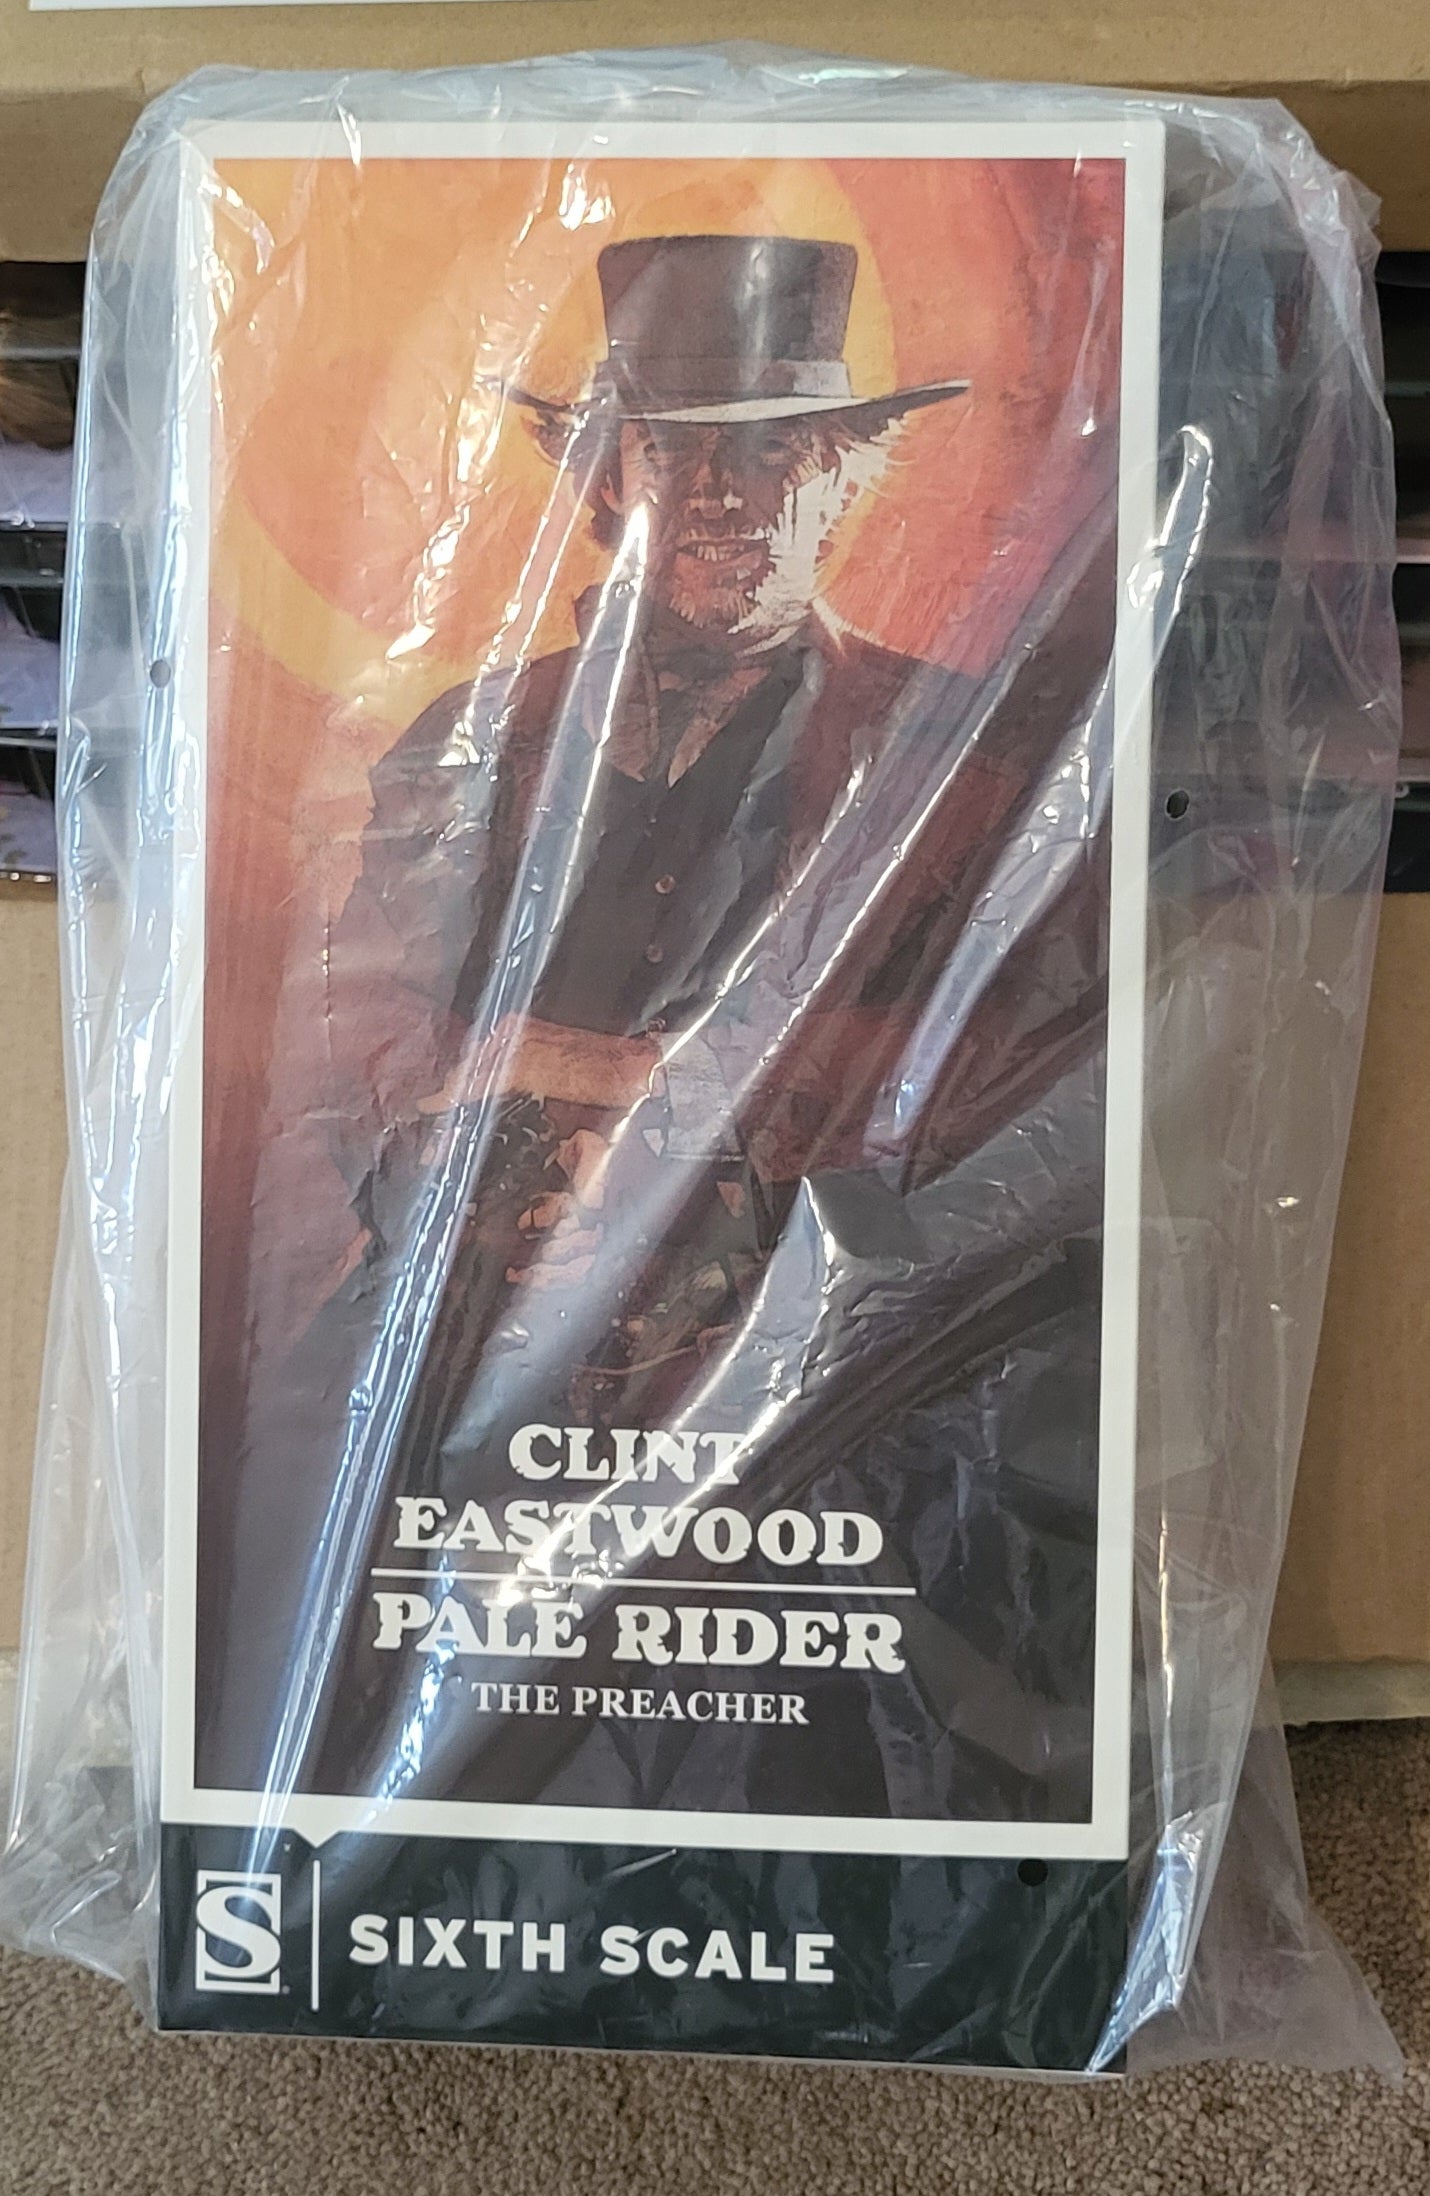 CLINT
EASTWOOD
PALE RIDER
THE PREACHER
S
SIXTH SCALE